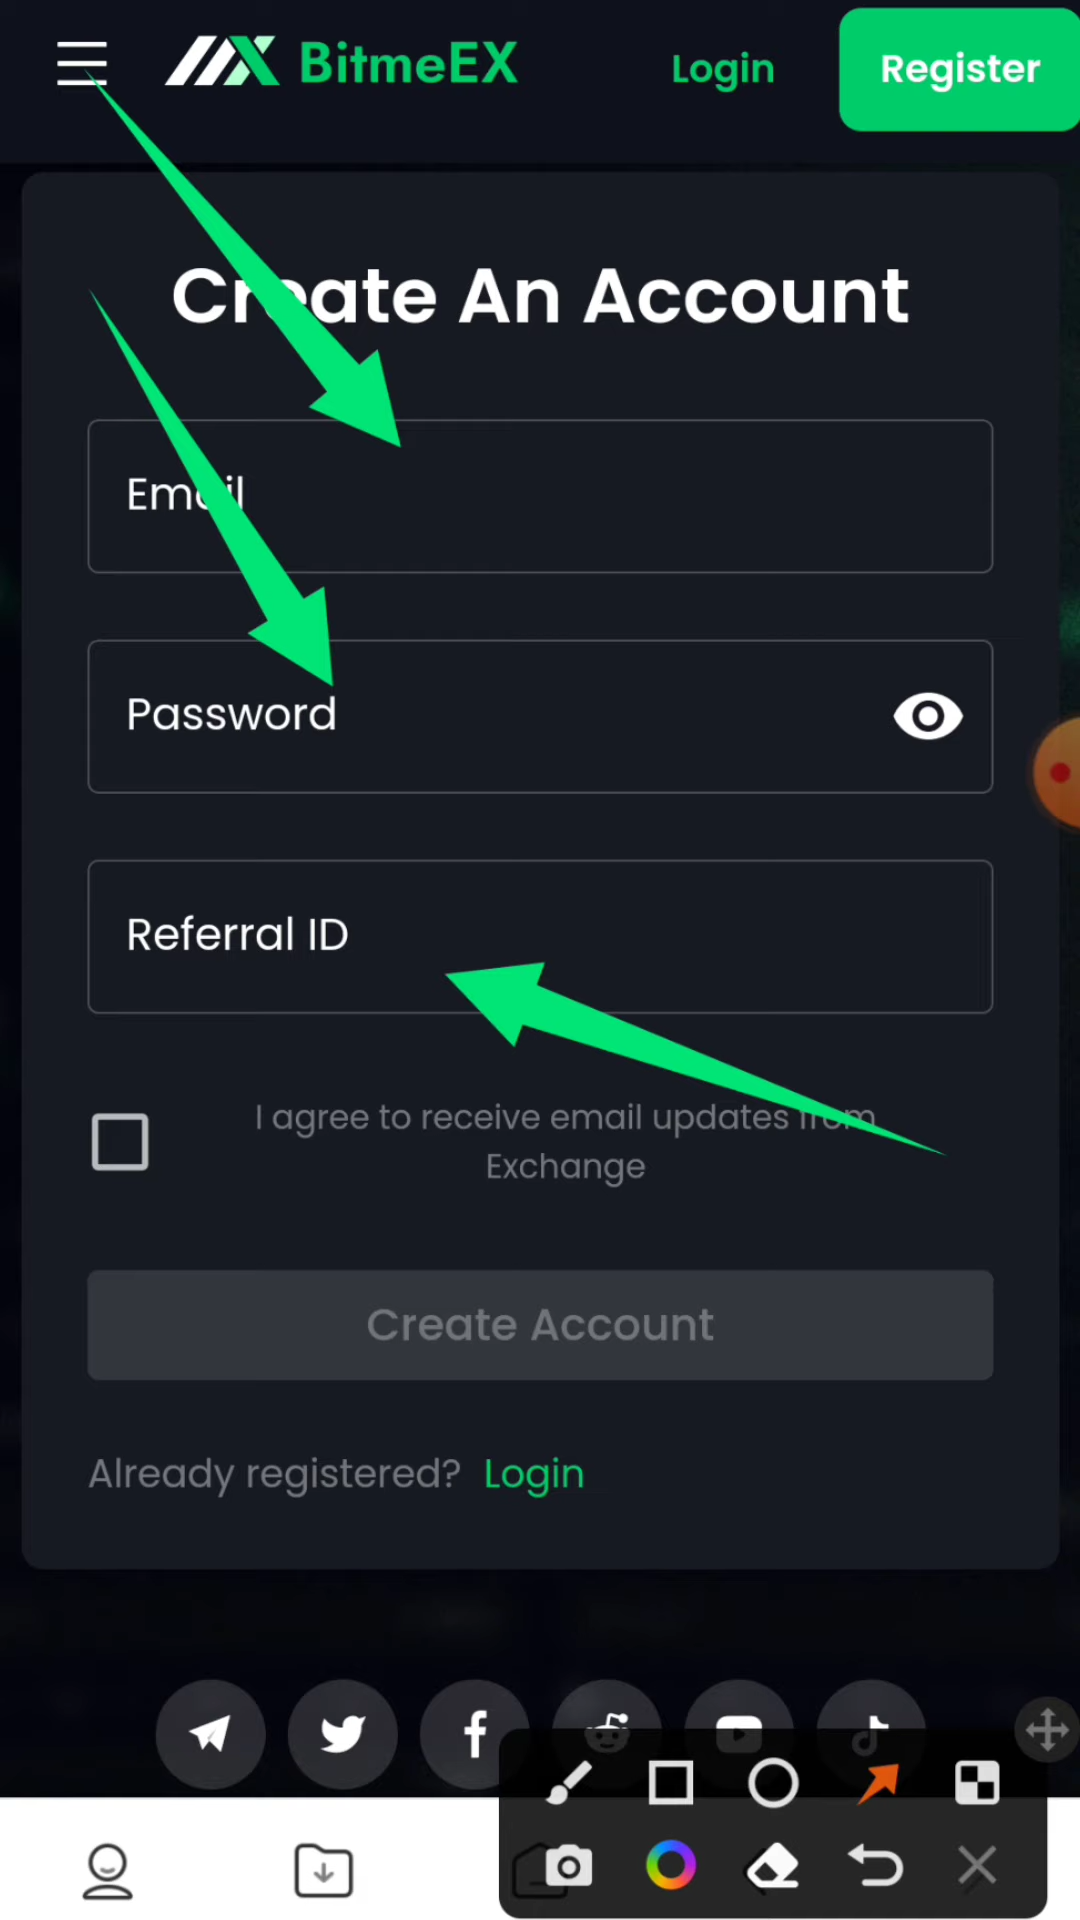 BitmeEX
Login
Register
Create An Account
Email
Password
Referral ID
I agree to receive email updates from
Exchange
Create Account
Already registered? Login